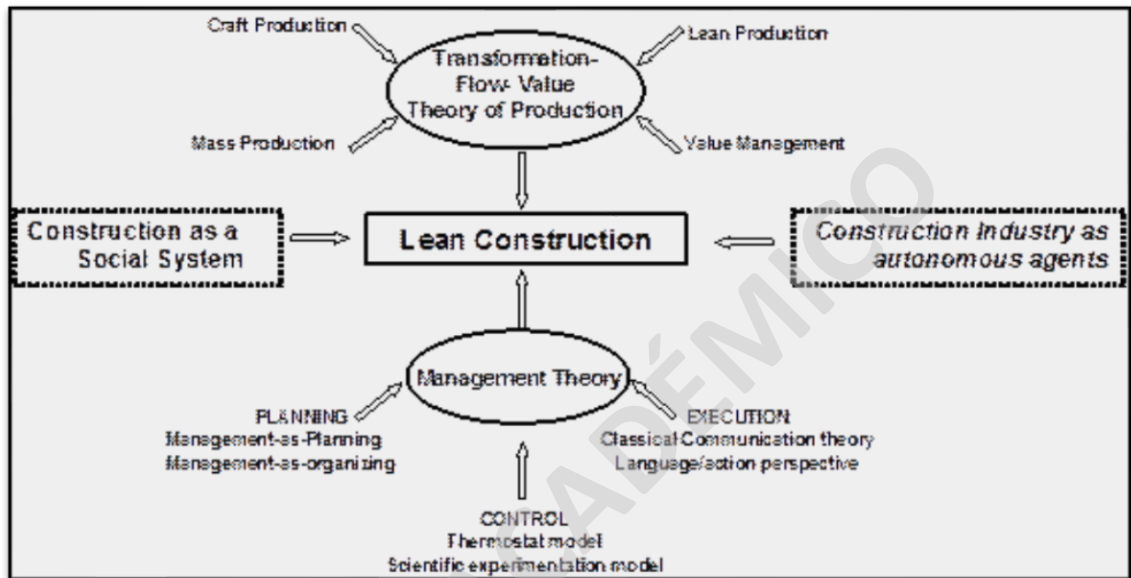 Craft Production
Lean Production
Transformation-
Flow- Value
Theory of Production
Mass Production
Value Management
Construction as a
Social System
Lean Construction
Construction Industry as
autonomous agents
Management Theory
PLANNING
Management-as-Planning
Management-as-organizing
EXECUTION:
Classical Communication theory
Language/action perspective
CONTROL
Thermostat model
Scientific experimentation model
ACADÉMICO